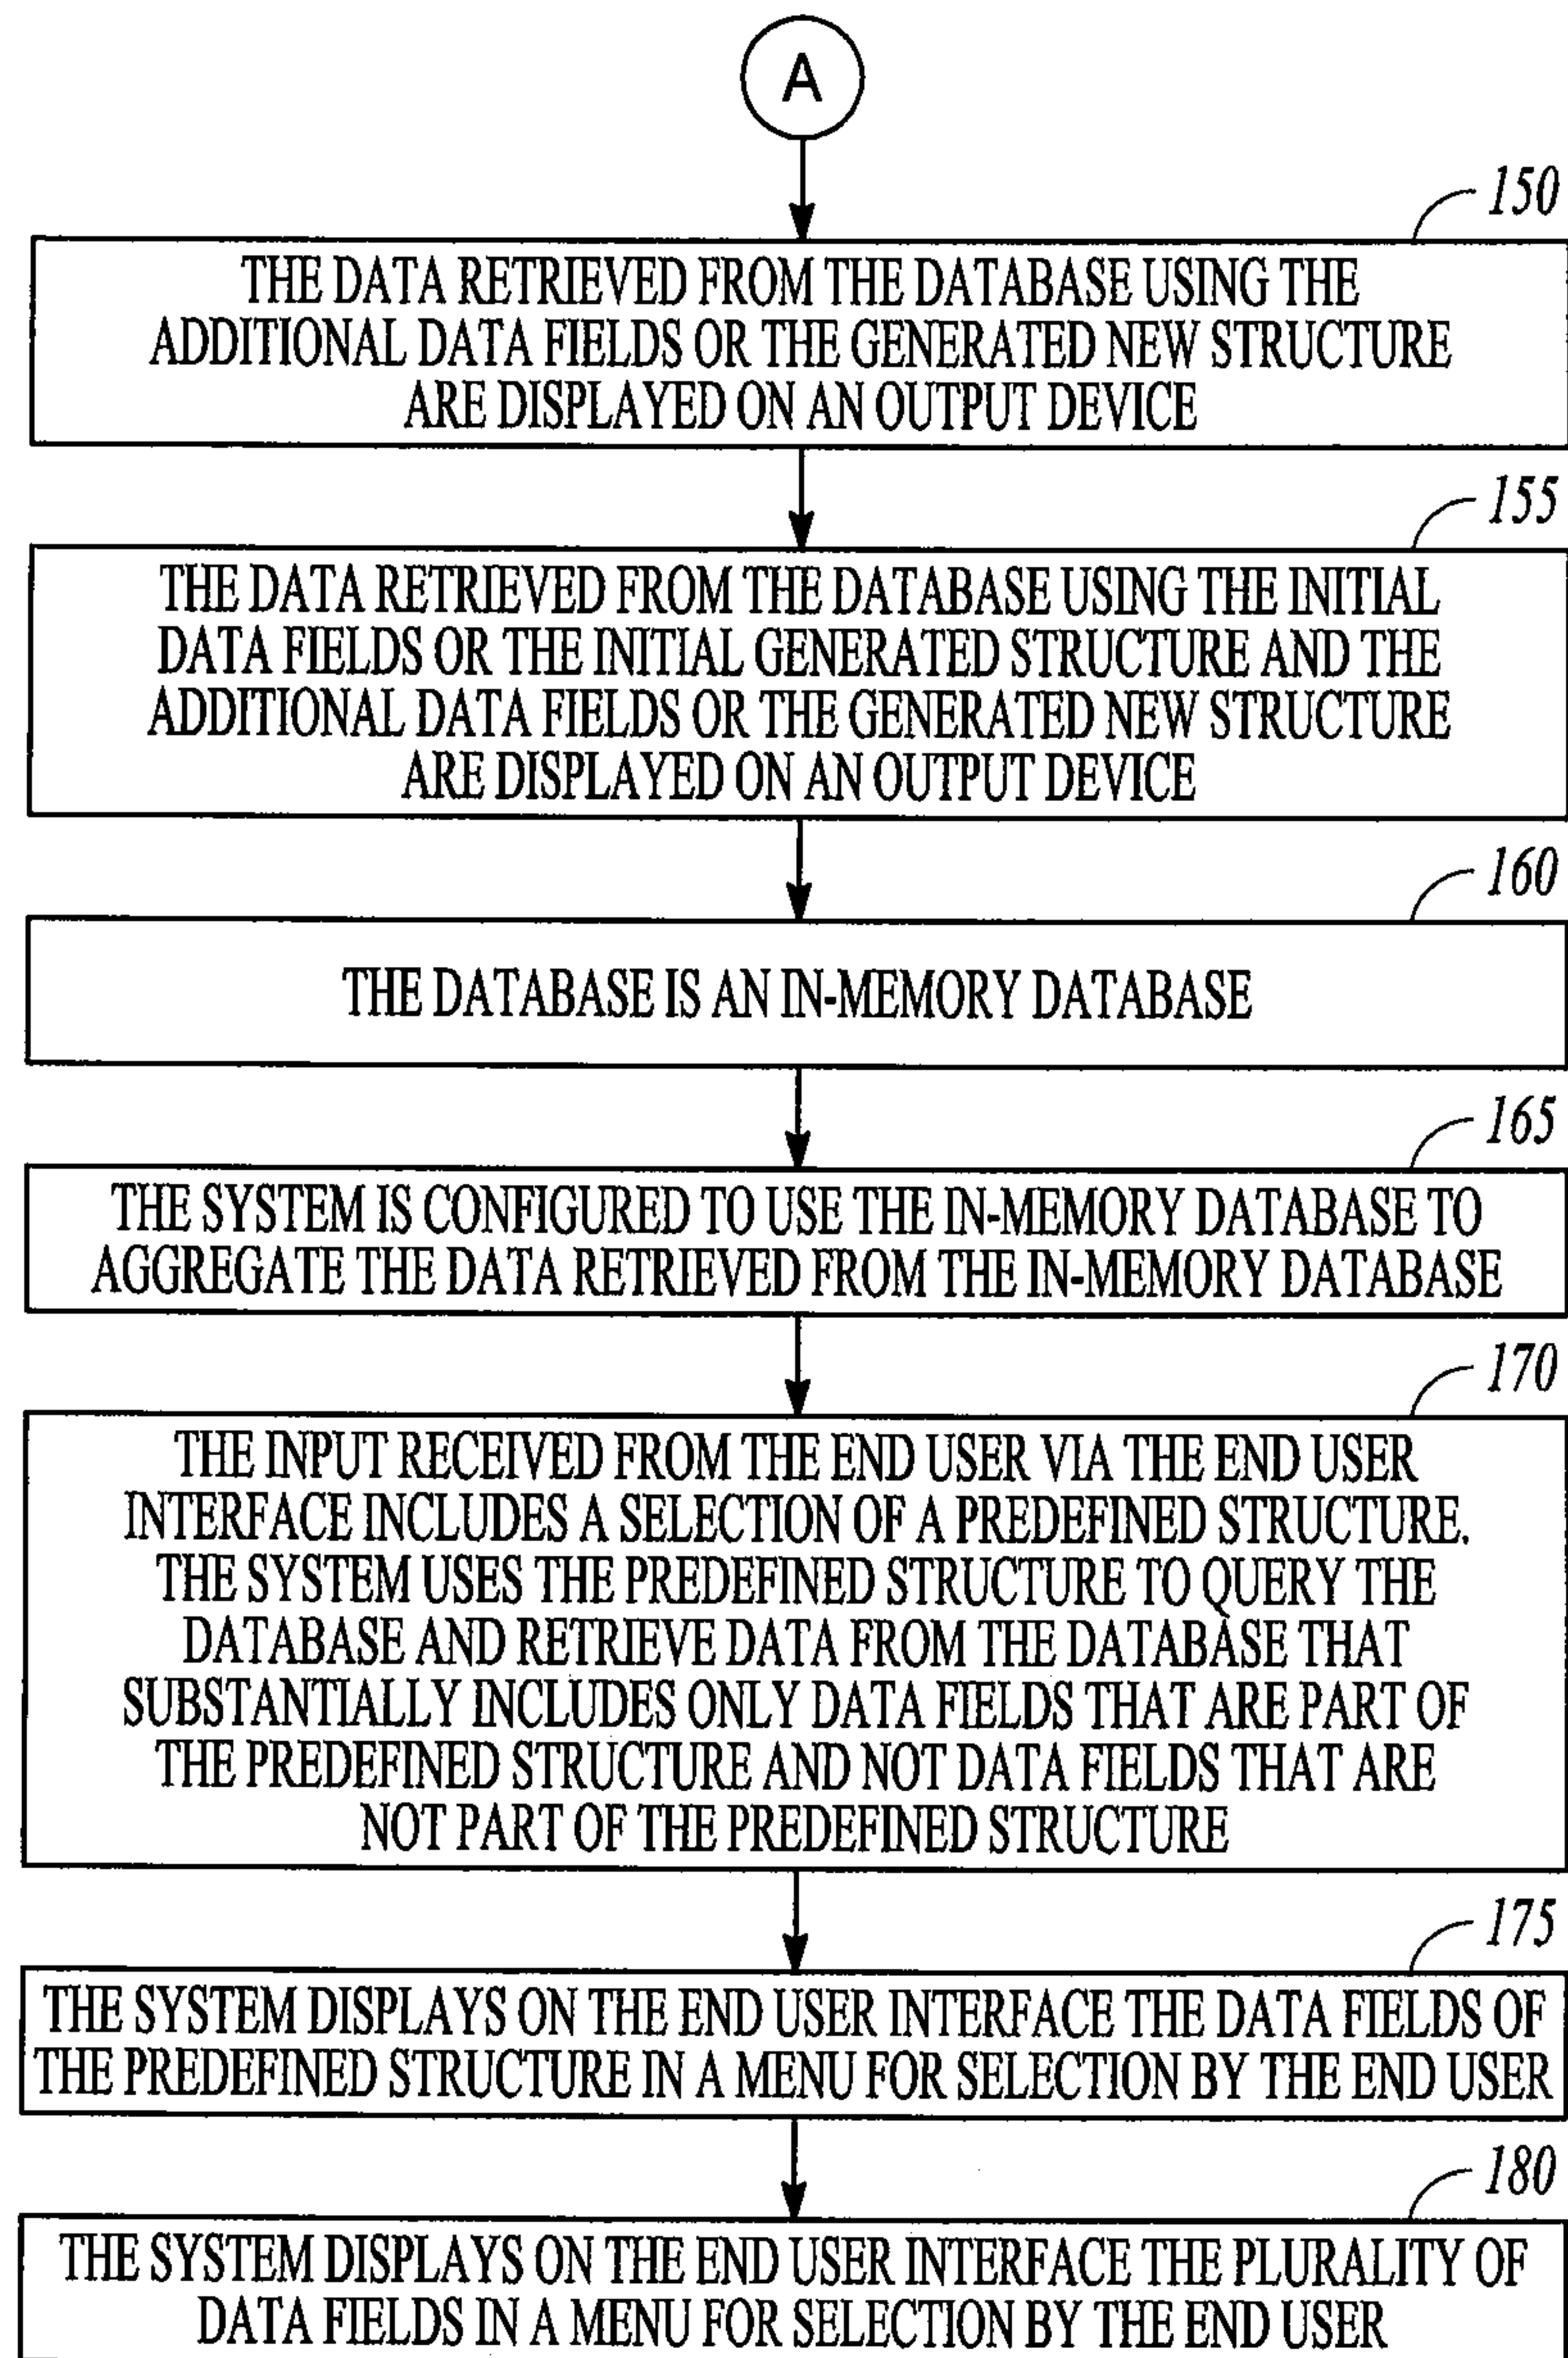 A
150
THE DATA RETRIEVED FROM THE DATABASE USING THE
ADDITIONAL DATA FIELDS OR THE GENERATED NEW STRUCTURE
ARE DISPLAYED ON AN OUTPUT DEVICE
155
THE DATA RETRIEVED FROM THE DATABASE USING THE INITIAL
DATA FIELDS OR THE INITIAL GENERATED STRUCTURE AND THE
ADDITIONAL DATA FIELDS OR THE GENERATED NEW STRUCTURE
ARE DISPLAYED ON AN OUTPUT DEVICE
160
THE DATABASE IS AN IN-MEMORY DATABASE
165
THE SYSTEM IS CONFIGURED TO USE THE IN-MEMORY DATABASE TO
AGGREGATE THE DATA RETRIEVED FROM THE IN-MEMORY DATABASE
170
THE INPUT RECEIVED FROM THE END USER VIA THE END USER
INTERFACE INCLUDES A SELECTION OF A PREDEFINED STRUCTURE.
THE SYSTEM USES THE PREDEFINED STRUCTURE TO QUERY THE
DATABASE AND RETRIEVE DATA FROM THE DATABASE THAT
SUBSTANTIALLY INCLUDES ONLY DATA FIELDS THAT ARE PART OF
THE PREDEFINED STRUCTURE AND NOT DATA FIELDS THAT ARE
NOT PART OF THE PREDEFINED STRUCTURE
175
THE SYSTEM DISPLAYS ON THE END USER INTERFACE THE DATA FIELDS OF
THE PREDEFINED STRUCTURE IN A MENU FOR SELECTION BY THE END USER
180
THE SYSTEM DISPLAYS ON THE END USER INTERFACE THE PLURALITY OF
DATA FIELDS IN A MENU FOR SELECTION BY THE END USER